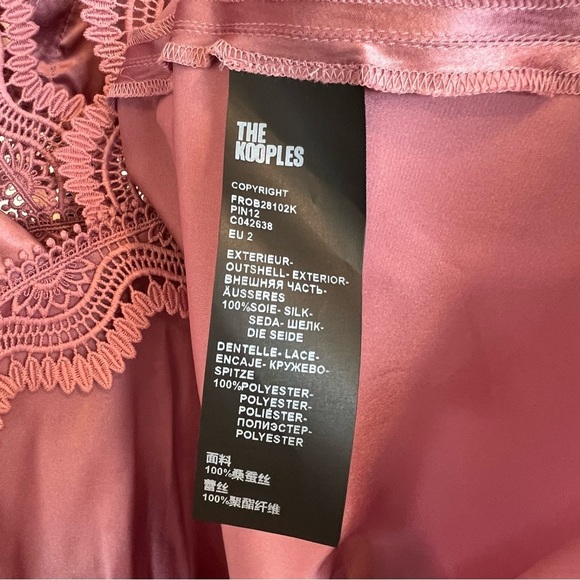 THE
KOOPLES
COPYRIGHT
FROB28102K
PIN12
C042638
EU 2
EXTERIEUR-
OUTSHELL- EXTERIOR-
ВНЕШНЯЯ ЧАСТЬ-
ÄUSSERES
100%SOIE- SILK-
SEDA- ШЕЛК-
DIE SEIDE
DENTELLE- LACE-
ENCAJE- КРУЖЕВО-
SPITZE
100%POLYESTER-
POLYESTER-
POLIÉSTER-
ПОЛИЭСТЕР-
POLYESTER
面料
100%桑蚕丝
蕾丝
100%聚酯纤维